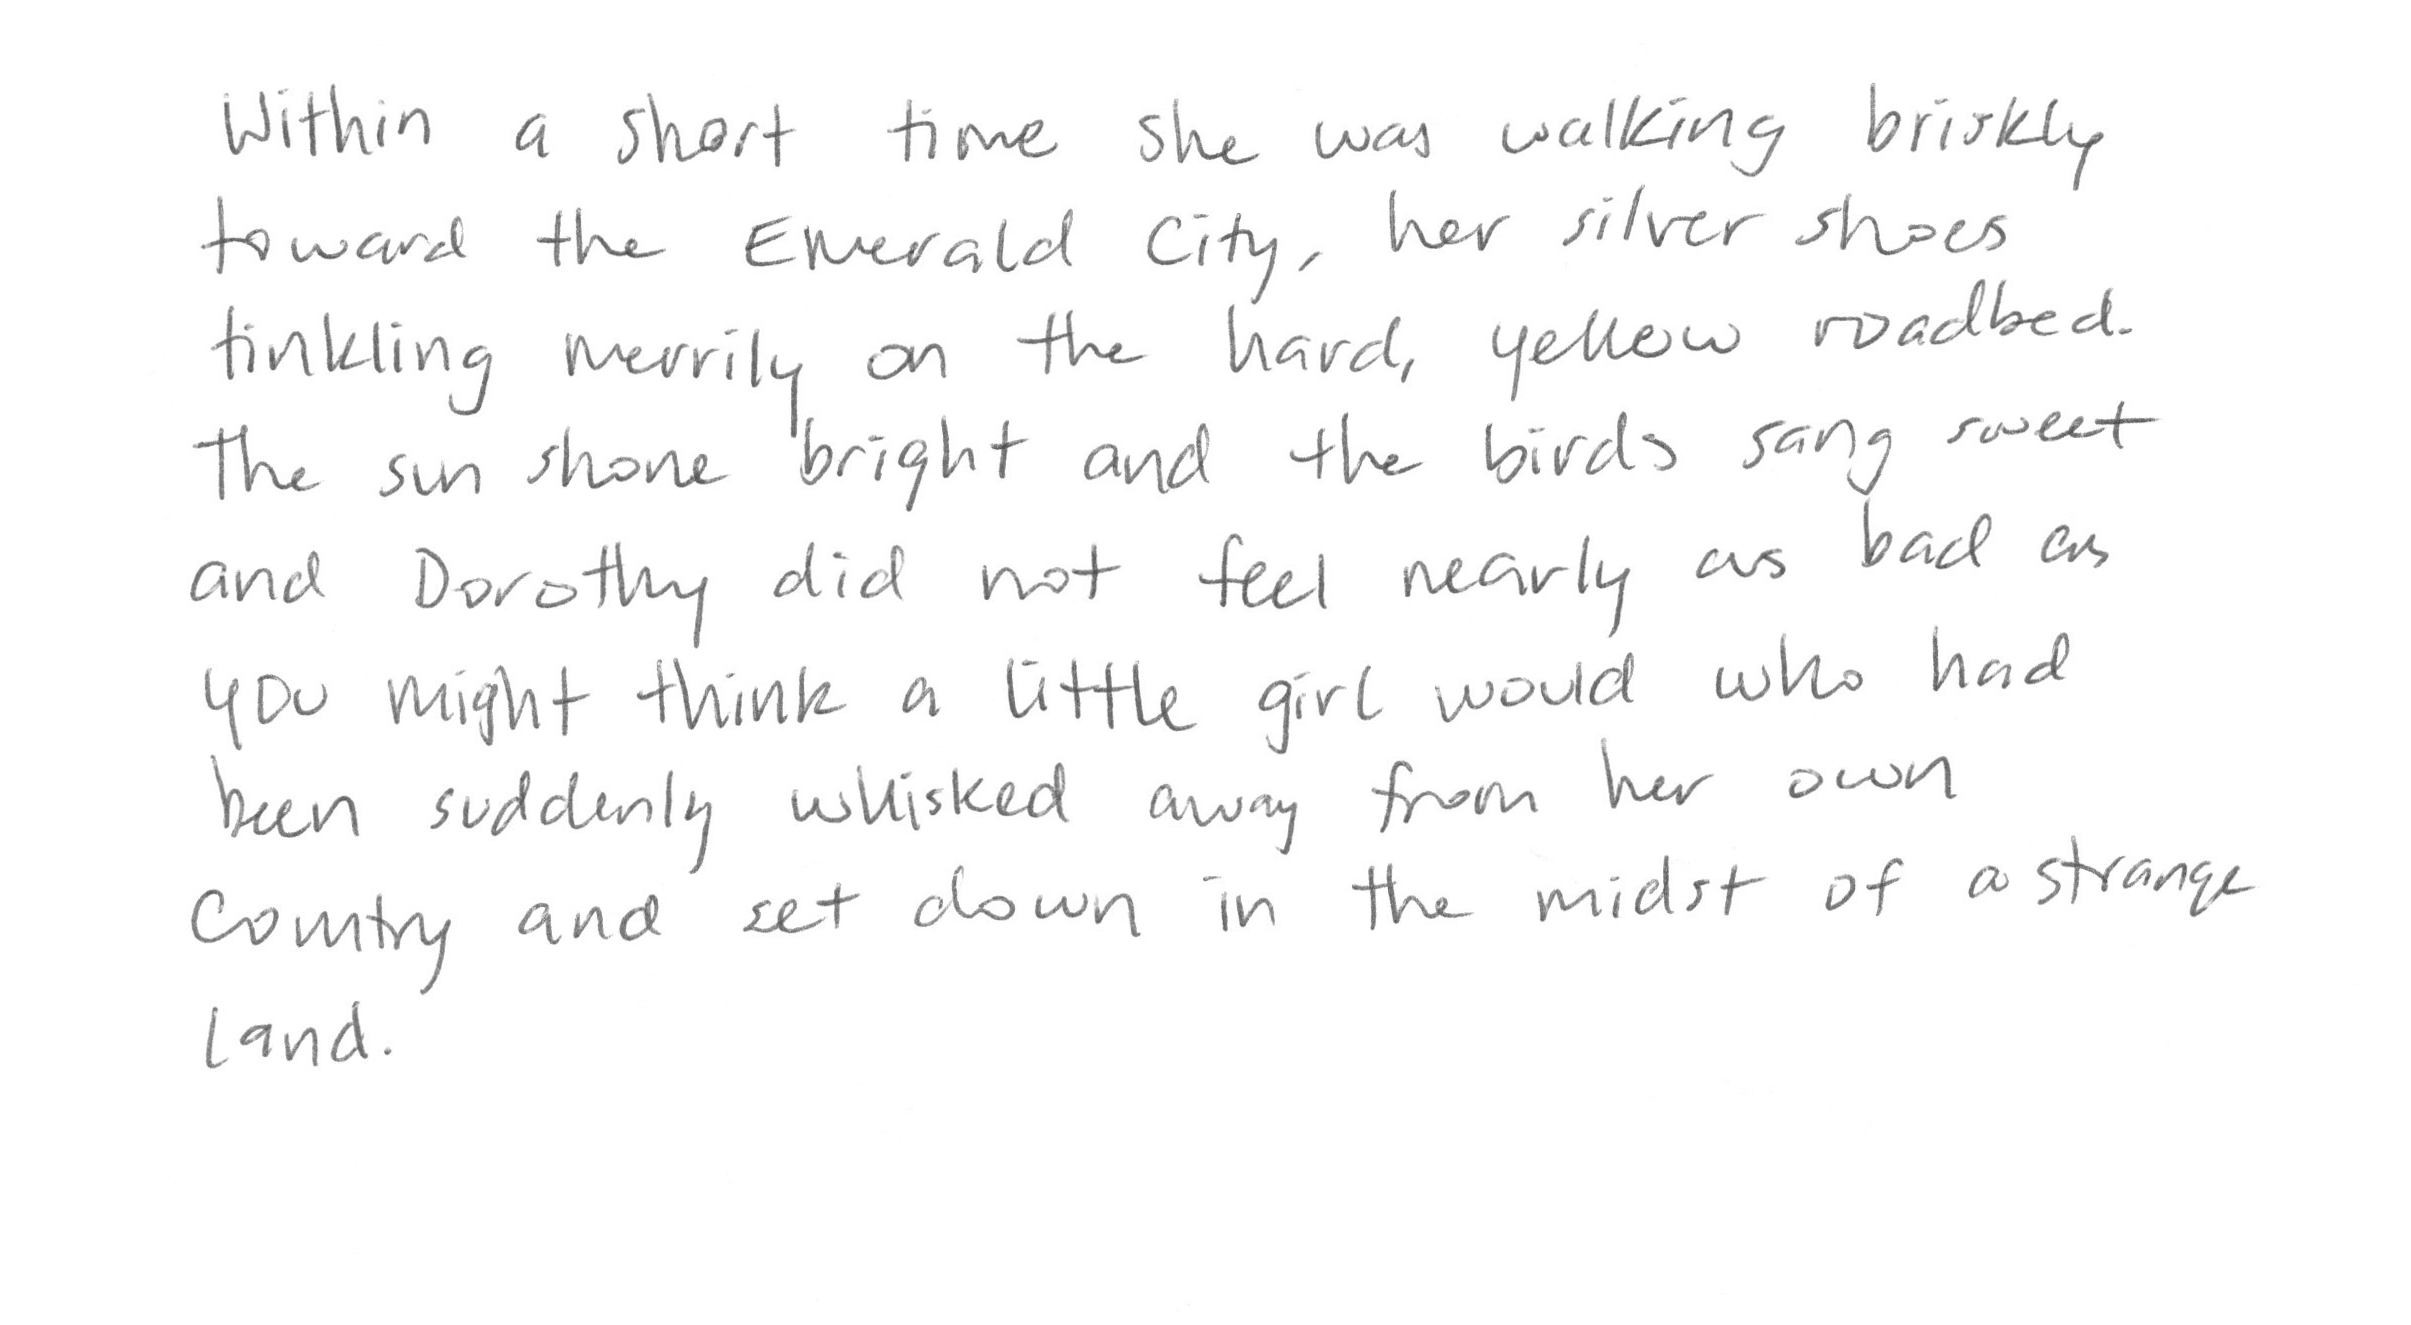 Within a short time she was walking briskly
toward the Emerald City, her silver shoes
tinkling merrily on the hard, yellow roadbed.
The sun shone bright and the birds sang sweet
and Dorothy did not feel nearly as bad as
you might think a little girl would who had
been suddenly whisked away from her own
Country and set down in the midst of a strange
land.